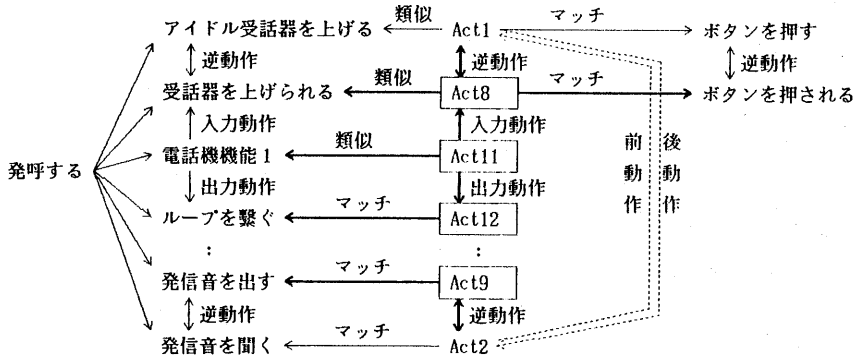 アイドル受話器を上げる 類似 Act1 マッチ ボタンを押す
逆動作 逆動作 逆動作
受話器を上げられる 類似 Act8 マッチ ボタンを押される
入力動作 入力動作
発呼する 電話機機能1 類似 Act11 前動作 後動作
出力動作 出力動作
ループを繋ぐ マッチ Act12
: :
発信音を出す マッチ Act9
逆動作 逆動作
発信音を聞く マッチ Act2